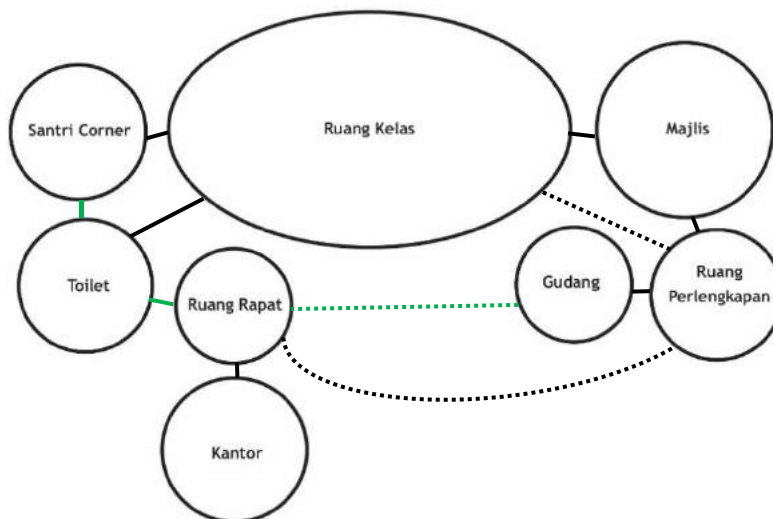 Santri Corner
Ruang Kelas
Majlis
Toilet
Ruang Rapat
Gudang
Ruang
Perlengkapan
Kantor